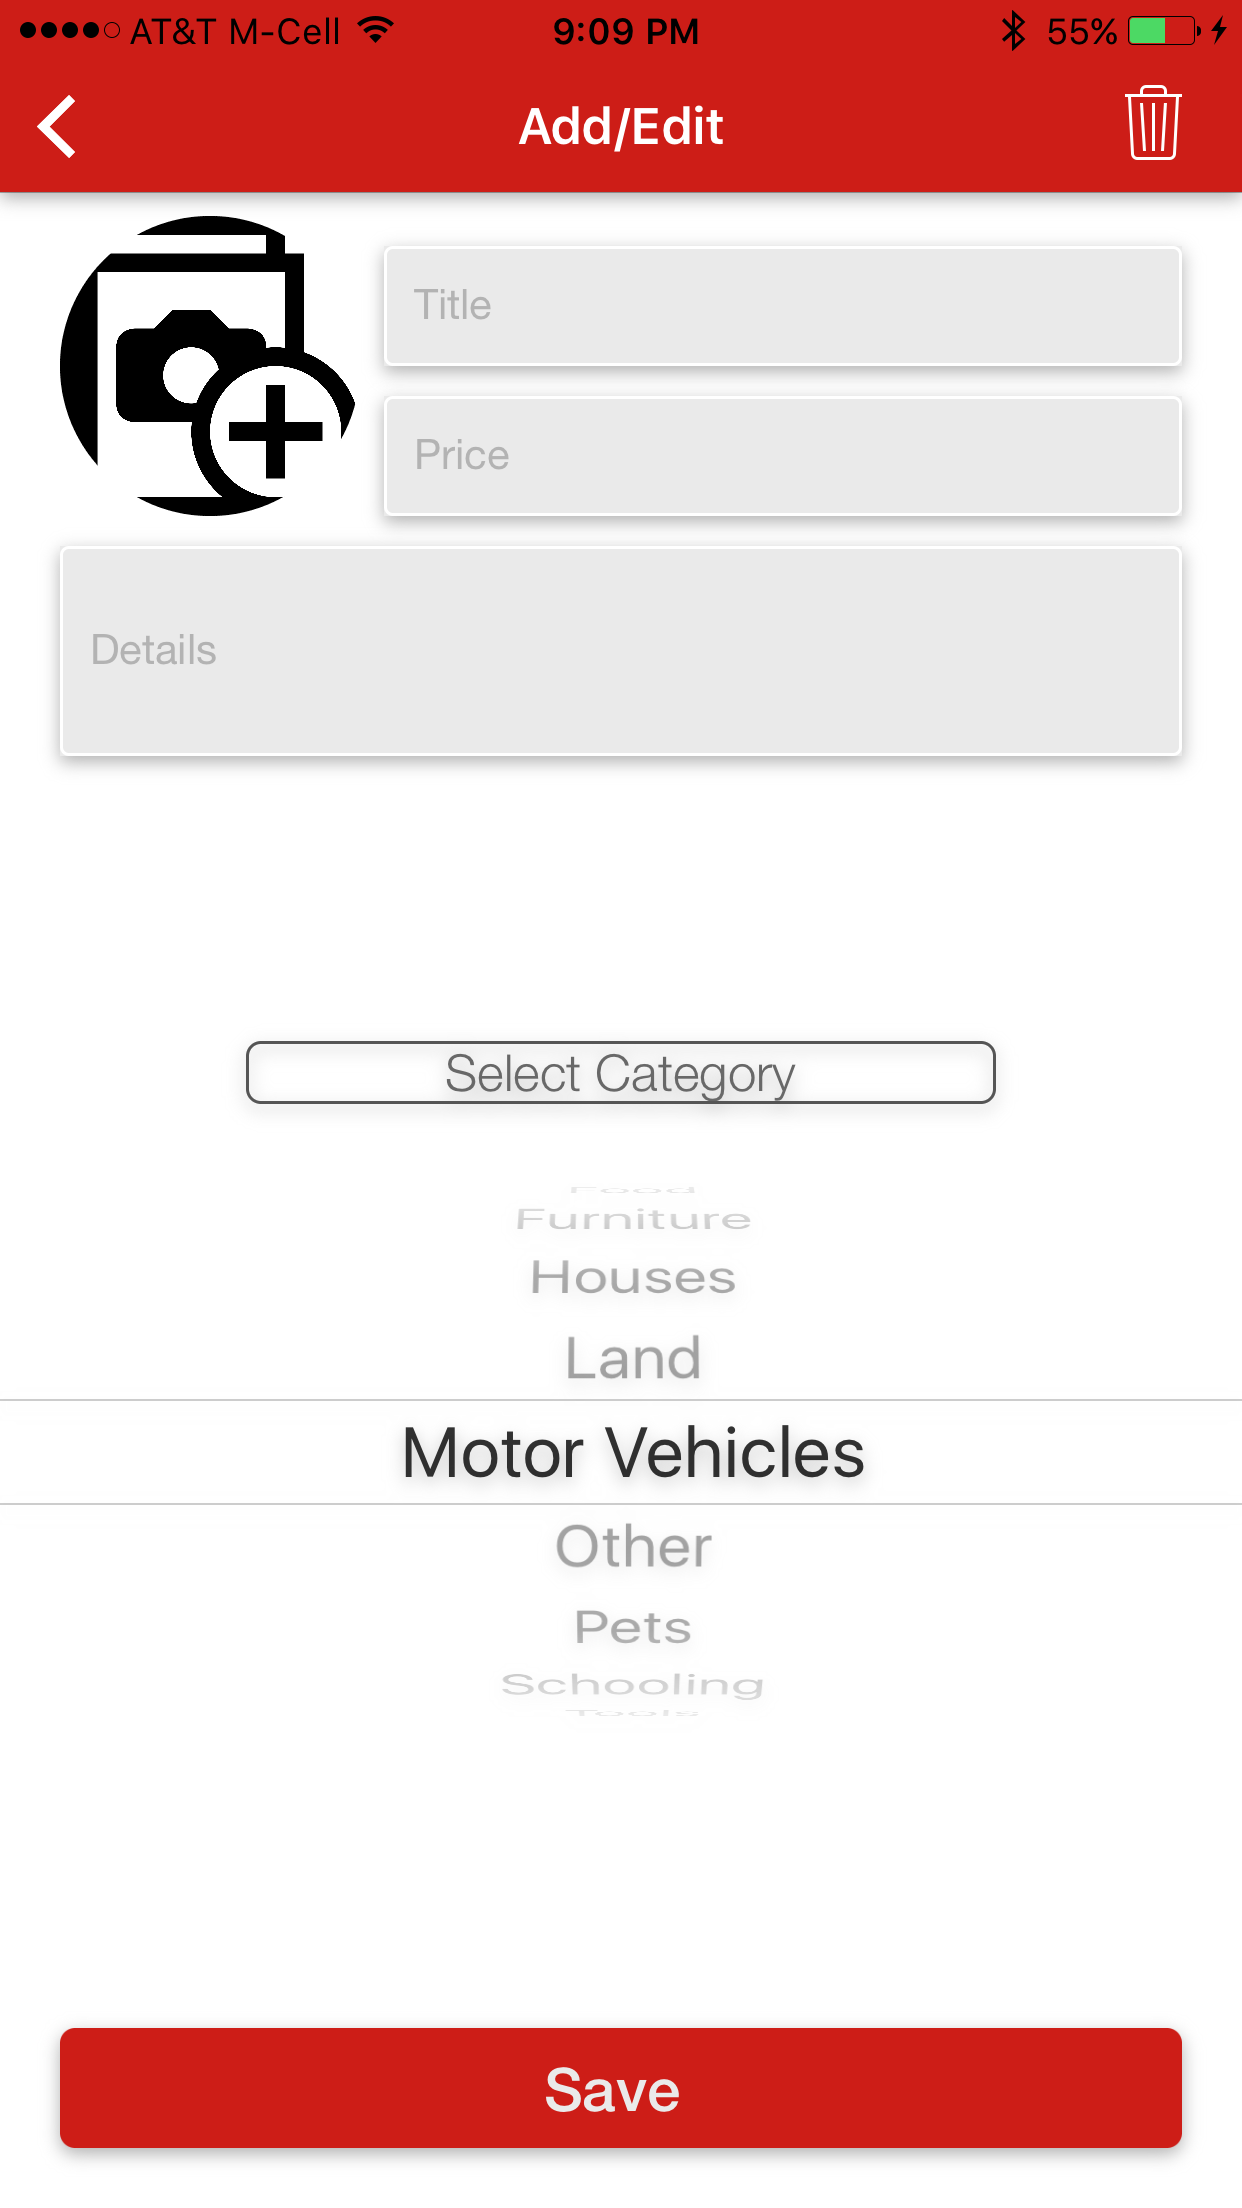 AT&T M-Cell 9:09 PM 55%
Add/Edit
Title
Price
Details
Select Category
Food
Furniture
Houses
Land
Motor Vehicles
Other
Pets
Schooling
Tools
Save